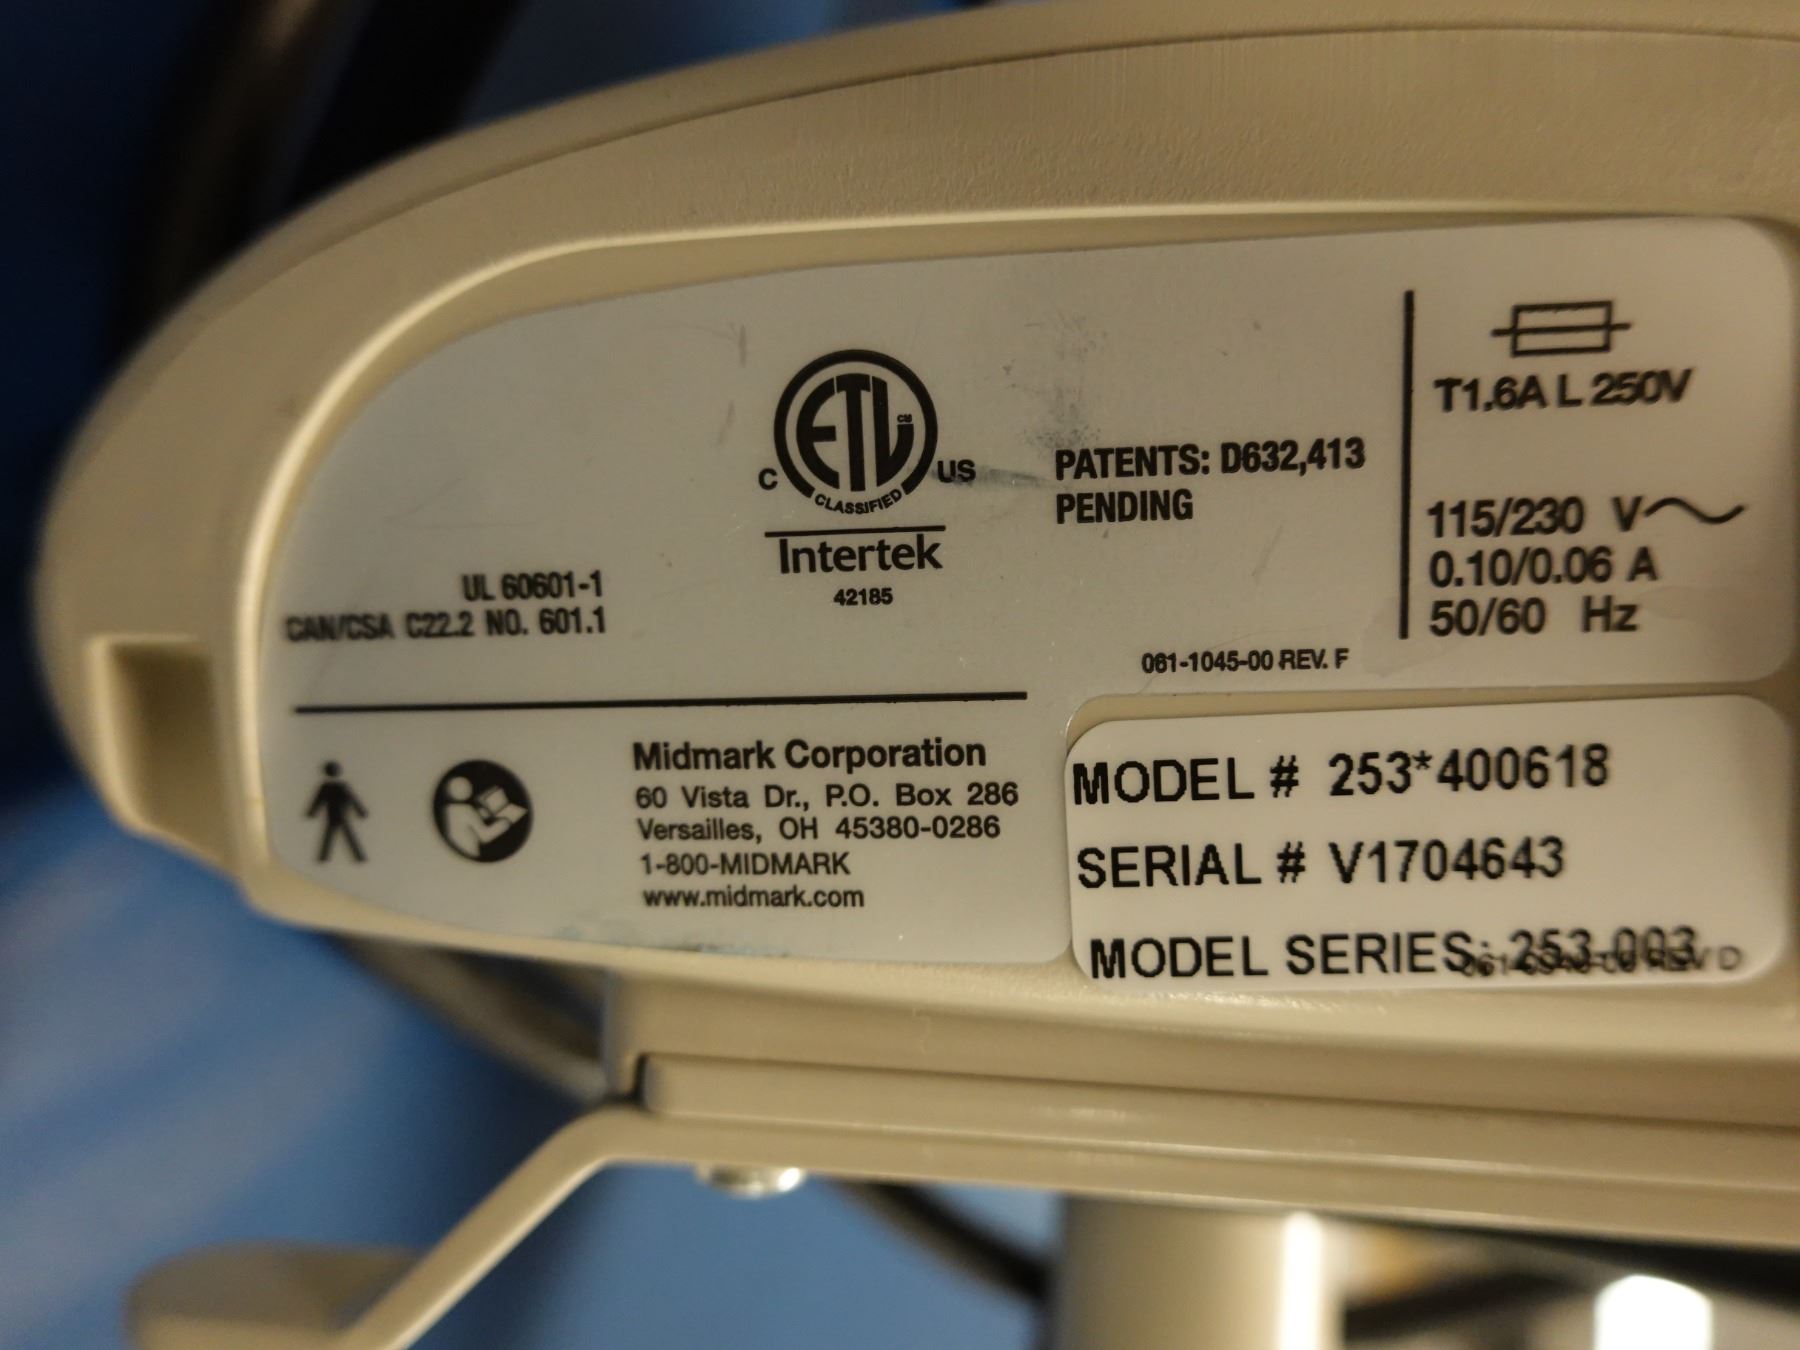 ETL CM
C US
CLASSIFIED
Intertek
42185
UL 60601-1
CAN/CSA C22.2 NO. 601.1
PATENTS: D632,413
PENDING
T1.6A L 250V
115/230 V~
0.10/0.06 A
50/60 Hz
061-1045-00 REV. F
Midmark Corporation
60 Vista Dr., P.O. Box 286
Versailles, OH 45380-0286
1-800-MIDMARK
www.midmark.com
MODEL # 253*400618
SERIAL # V1704643
MODEL SERIES: 253-003
REV D